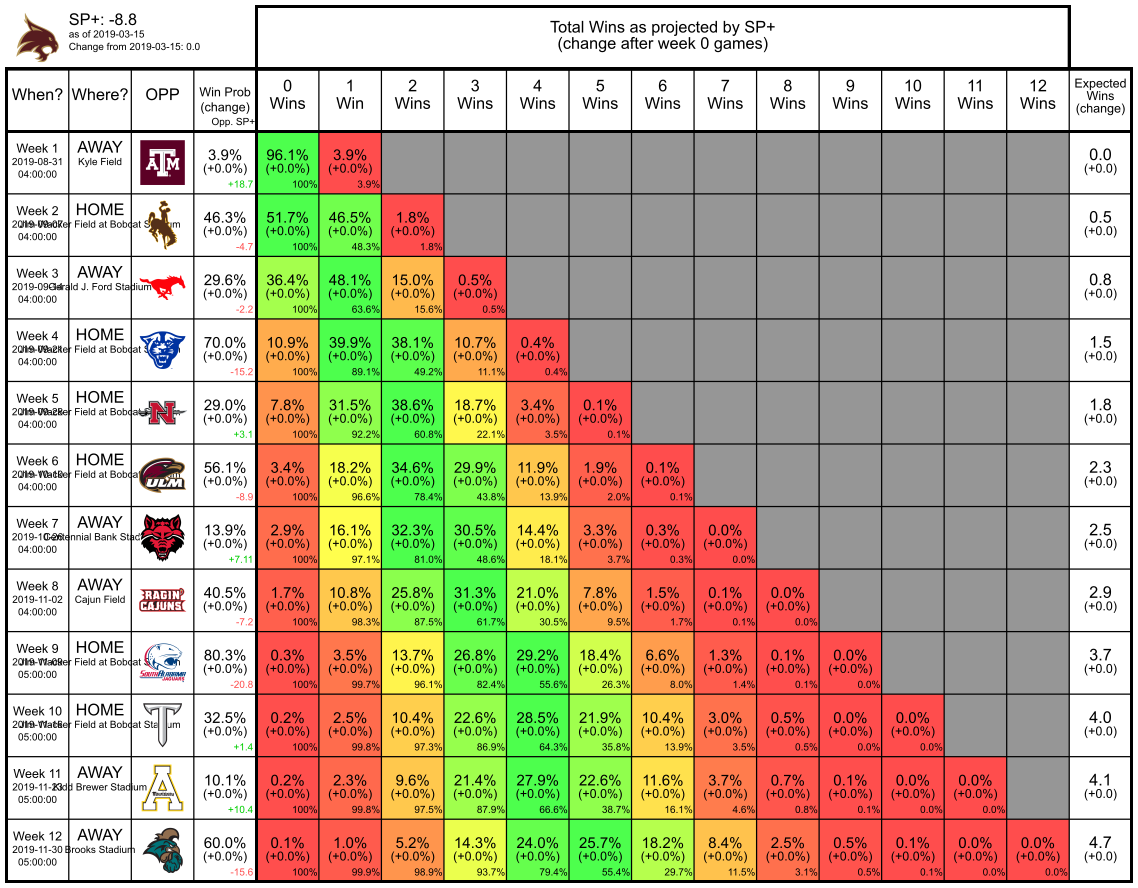 SP+: -8.8
as of 2019-03-15
Change from 2019-03-15: 0.0
Total Wins as projected by SP+
(change after week 0 games)
When? Where? OPP Win Prob (change) Opp. SP+ 0 Wins 1 Win 2 Wins 3 Wins 4 Wins 5 Wins 6 Wins 7 Wins 8 Wins 9 Wins 10 Wins 11 Wins 12 Wins Expected Wins (change)
Week 1 AWAY
2019-08-31 Kyle Field
04:00:00
ATM
3.9% 96.1% 3.9% 0.0
(+0.0%) (+0.0%) (+0.0%) (+0.0)
+18.7 100% 3.9%
Week 2 HOME
Field at Bobcat
04:00:00
46.3% 51.7% 46.5% 1.8% 0.5
(+0.0%) (+0.0%) (+0.0%) (+0.0%) (+0.0)
-4.7 100% 48.3% 1.8%
Week 3 AWAY
J. Ford Stadium
04:00:00
29.6% 36.4% 48.1% 15.0% 0.5% 0.8
(+0.0%) (+0.0%) (+0.0%) (+0.0%) (+0.0%) (+0.0)
-2.2 100% 63.6% 15.6% 0.5%
Week 4 HOME
Field at Bobcat
04:00:00
70.0% 10.9% 39.9% 38.1% 10.7% 0.4% 1.5
(+0.0%) (+0.0%) (+0.0%) (+0.0%) (+0.0%) (+0.0%) (+0.0)
-15.2 100% 89.1% 49.2% 11.1% 0.4%
Week 5 HOME
Field at Bobcat
04:00:00
N
29.0% 7.8% 31.5% 38.6% 18.7% 3.4% 0.1% 1.8
(+0.0%) (+0.0%) (+0.0%) (+0.0%) (+0.0%) (+0.0%) (+0.0%) (+0.0)
+3.1 100% 92.2% 60.8% 22.1% 3.5% 0.1%
Week 6 HOME
Field at Bobcat
04:00:00
ULM
56.1% 3.4% 18.2% 34.6% 29.9% 11.9% 1.9% 0.1% 2.3
(+0.0%) (+0.0%) (+0.0%) (+0.0%) (+0.0%) (+0.0%) (+0.0%) (+0.0%) (+0.0)
-8.9 100% 96.6% 78.4% 43.8% 13.9% 2.0% 0.1%
Week 7 AWAY
Bank
04:00:00
13.9% 2.9% 16.1% 32.3% 30.5% 14.4% 3.3% 0.3% 0.0% 2.5
(+0.0%) (+0.0%) (+0.0%) (+0.0%) (+0.0%) (+0.0%) (+0.0%) (+0.0%) (+0.0%) (+0.0)
+7.11 100% 97.1% 81.0% 48.6% 18.1% 3.7% 0.3% 0.0%
Week 8 AWAY
2019-11-02 Cajun Field
04:00:00
RAGIN' CAJUNS
40.5% 1.7% 10.8% 25.8% 31.3% 21.0% 7.8% 1.5% 0.1% 0.0% 2.9
(+0.0%) (+0.0%) (+0.0%) (+0.0%) (+0.0%) (+0.0%) (+0.0%) (+0.0%) (+0.0%) (+0.0%) (+0.0)
-7.2 100% 98.3% 87.5% 61.7% 30.5% 9.5% 1.7% 0.1% 0.0%
Week 9 HOME
Field at Bobcat
05:00:00
SOUTH ALABAMA JAGUARS
80.3% 0.3% 3.5% 13.7% 26.8% 29.2% 18.4% 6.6% 1.3% 0.1% 0.0% 3.7
(+0.0%) (+0.0%) (+0.0%) (+0.0%) (+0.0%) (+0.0%) (+0.0%) (+0.0%) (+0.0%) (+0.0%) (+0.0%) (+0.0)
-20.8 100% 99.7% 96.1% 82.4% 55.6% 26.3% 8.0% 1.4% 0.1% 0.0%
Week 10 HOME
Field at Bobcat Stadium
05:00:00
T
32.5% 0.2% 2.5% 10.4% 22.6% 28.5% 21.9% 10.4% 3.0% 0.5% 0.0% 0.0% 4.0
(+0.0%) (+0.0%) (+0.0%) (+0.0%) (+0.0%) (+0.0%) (+0.0%) (+0.0%) (+0.0%) (+0.0%) (+0.0%) (+0.0%) (+0.0)
+1.4 100% 99.8% 97.3% 86.9% 64.3% 35.8% 13.9% 3.5% 0.5% 0.0% 0.0%
Week 11 AWAY
Brewer Stadium
05:00:00
A
10.1% 0.2% 2.3% 9.6% 21.4% 27.9% 22.6% 11.6% 3.7% 0.7% 0.1% 0.0% 0.0% 4.1
(+0.0%) (+0.0%) (+0.0%) (+0.0%) (+0.0%) (+0.0%) (+0.0%) (+0.0%) (+0.0%) (+0.0%) (+0.0%) (+0.0%) (+0.0%) (+0.0)
+10.4 100% 99.8% 97.5% 87.9% 66.6% 38.7% 16.1% 4.6% 0.8% 0.1% 0.0% 0.0%
Week 12 AWAY
2019-11-30 Brooks Stadium
05:00:00
60.0% 0.1% 1.0% 5.2% 14.3% 24.0% 25.7% 18.2% 8.4% 2.5% 0.5% 0.1% 0.0% 0.0% 4.7
(+0.0%) (+0.0%) (+0.0%) (+0.0%) (+0.0%) (+0.0%) (+0.0%) (+0.0%) (+0.0%) (+0.0%) (+0.0%) (+0.0%) (+0.0%) (+0.0%) (+0.0)
-15.6 100% 99.9% 98.9% 93.7% 79.4% 55.4% 29.7% 11.5% 3.1% 0.5% 0.1% 0.0% 0.0%